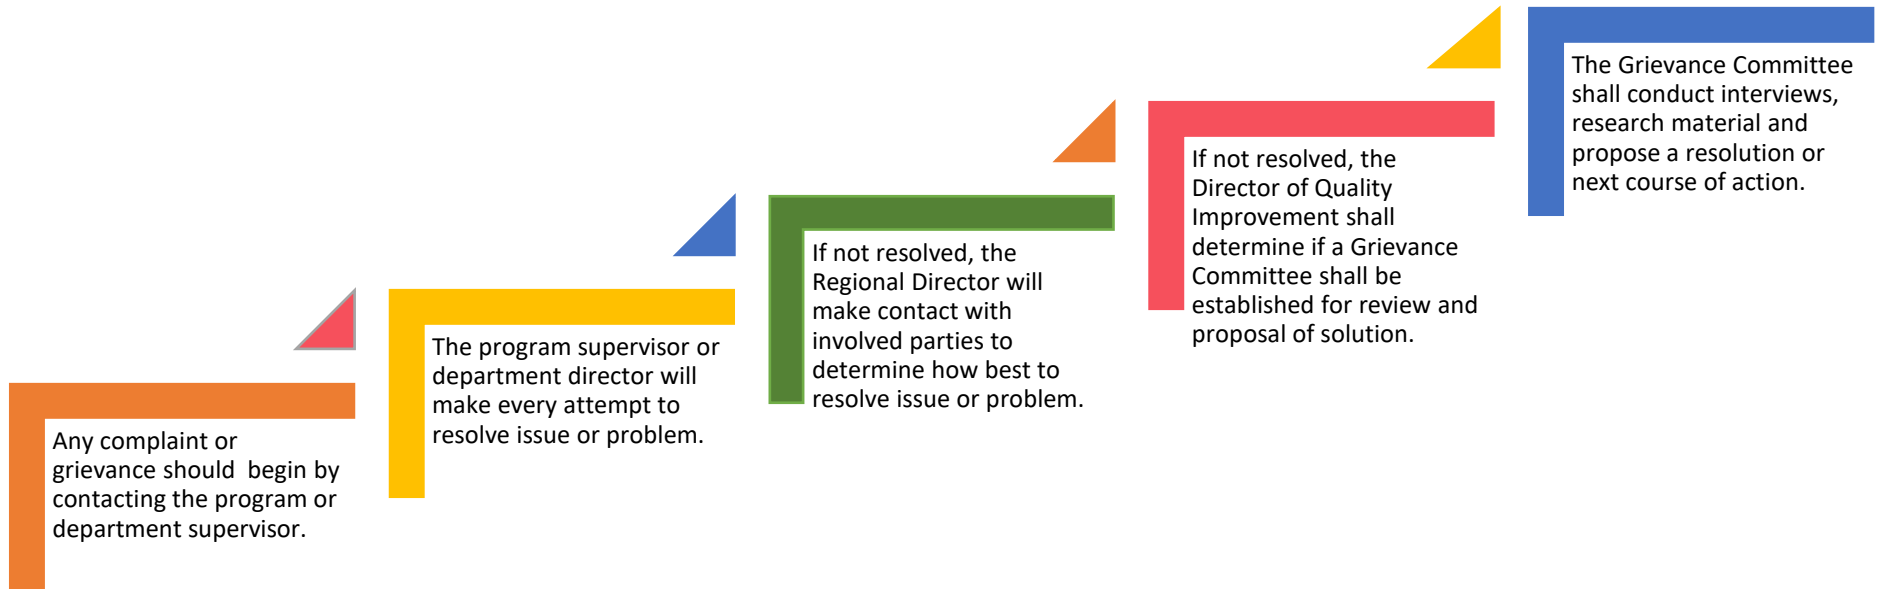 Any complaint or
grievance should  begin by
contacting the program or
department supervisor.
The program supervisor or
department director will
make every attempt to
resolve issue or problem.
If not resolved, the
Regional Director will
make contact with
involved parties to
determine how best to
resolve issue or problem.
If not resolved, the
Director of Quality
Improvement shall
determine if a Grievance
Committee shall be
established for review and
proposal of solution.
The Grievance Committee
shall conduct interviews,
research material and
propose a resolution or
next course of action.